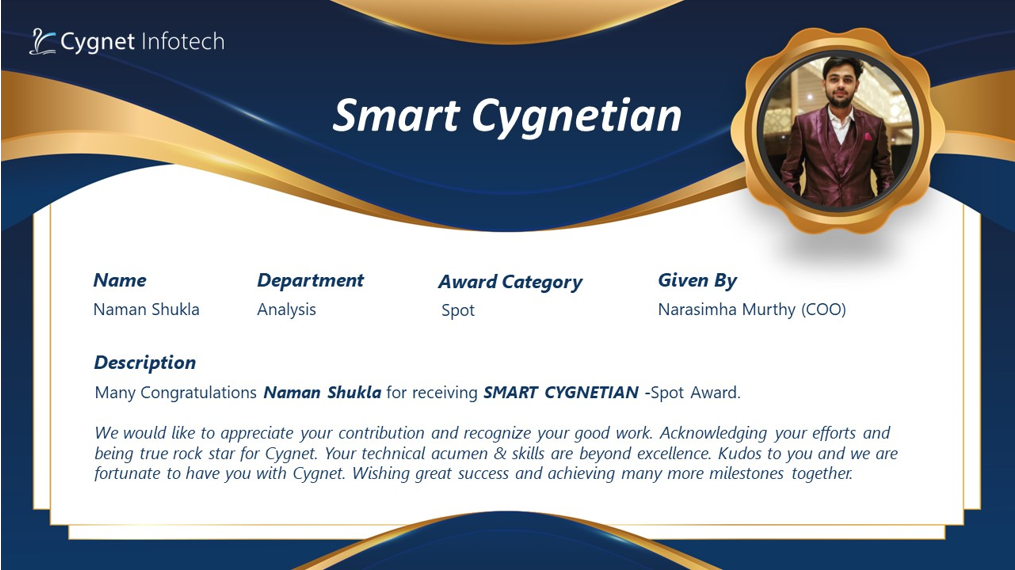 Cygnet Infotech
Smart Cygnetian
Name Department Award Category Given By
Naman Shukla Analysis Spot Narasimha Murthy (COO)
Description
Many Congratulations Naman Shukla for receiving SMART CYGNETIAN -Spot Award.
We would like to appreciate your contribution and recognize your good work. Acknowledging your efforts and
being true rock star for Cygnet. Your technical acumen & skills are beyond excellence. Kudos to you and we are
fortunate to have you with Cygnet. Wishing great success and achieving many more milestones together.